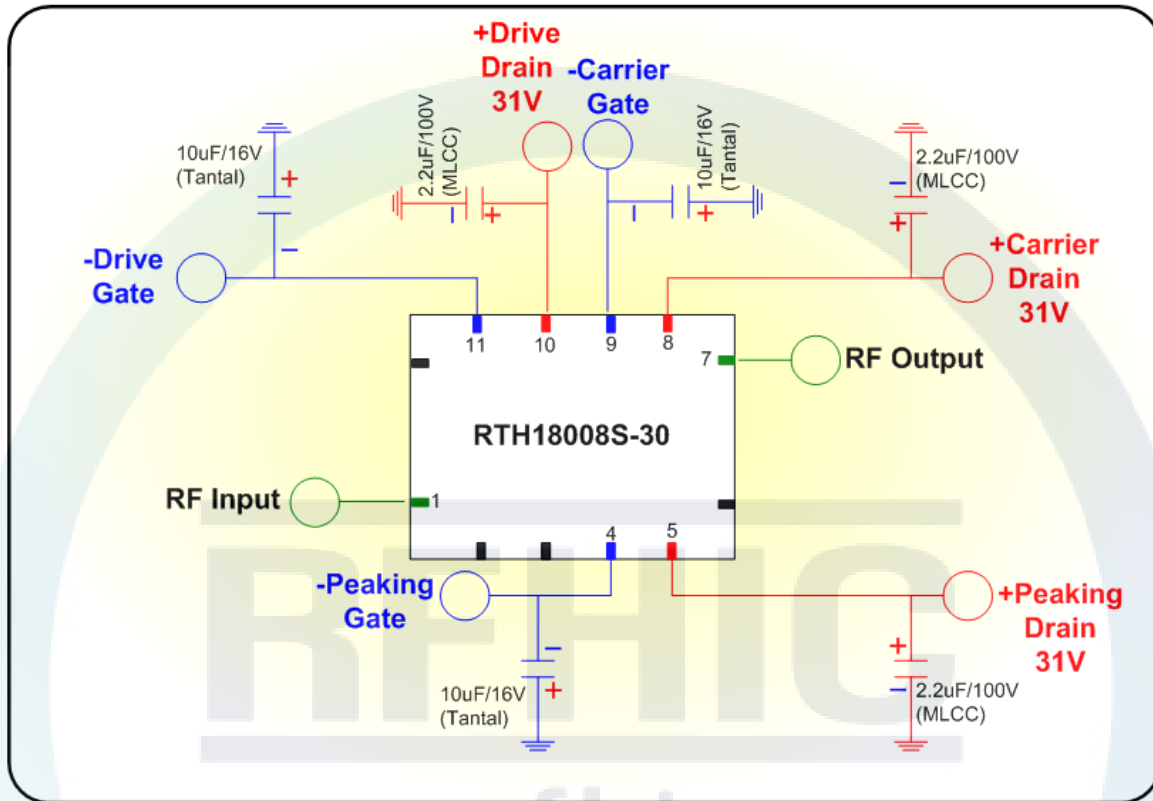 +Drive
Drain
31V
-Carrier
Gate
10uF/16V
(Tantal)
+
−
2.2uF/100V
(MLCC)
−
+
10uF/16V
(Tantal)
−
+
2.2uF/100V
(MLCC)
−
+
-Drive
Gate
+Carrier
Drain
31V
11
10
9
8
7
RF Output
RTH18008S-30
RF Input
1
4
5
-Peaking
Gate
+Peaking
Drain
31V
−
+
10uF/16V
(Tantal)
+
−
2.2uF/100V
(MLCC)
RFHIC